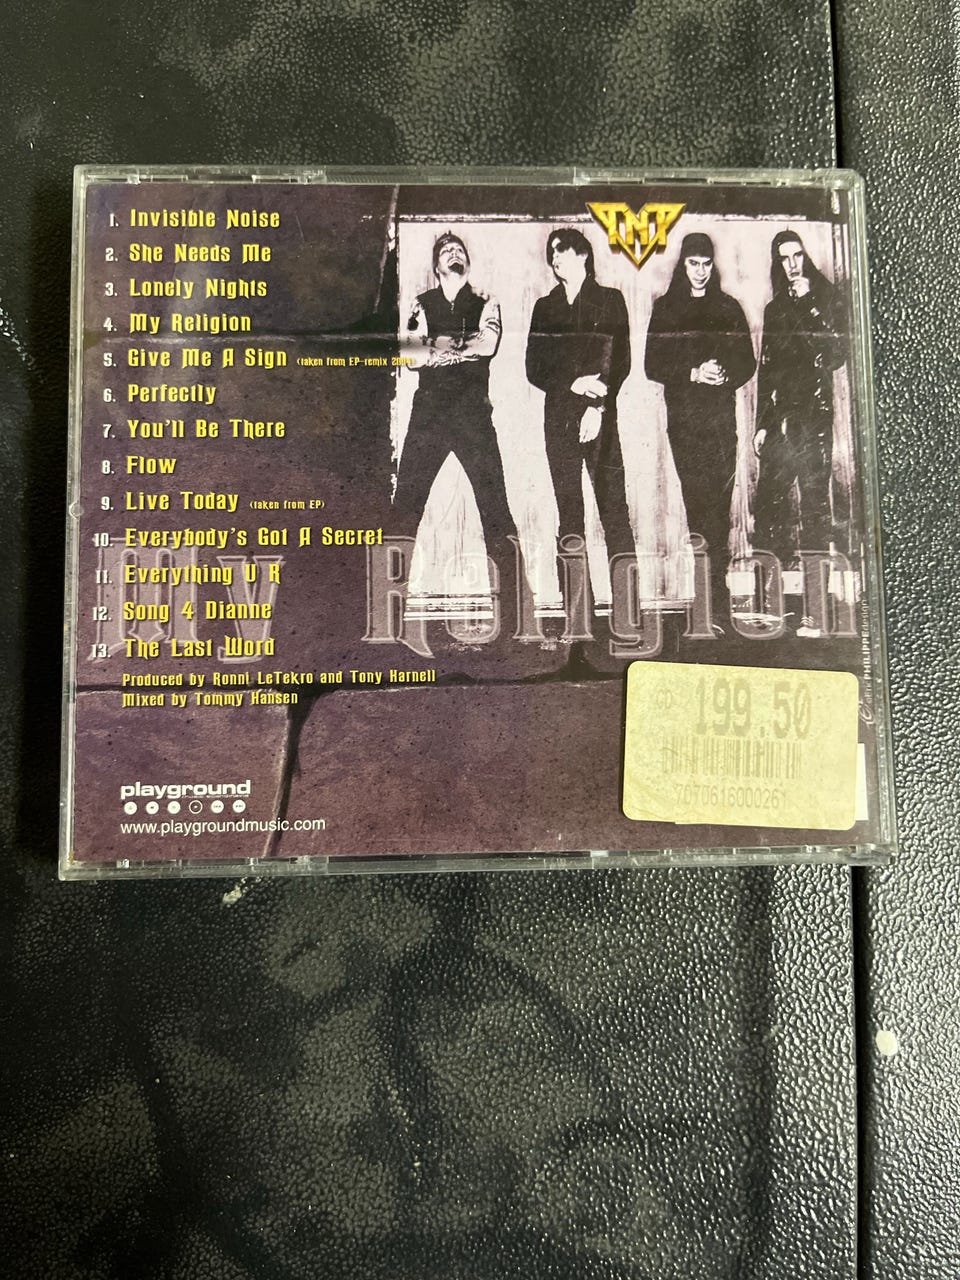 TNT
1. Invisible Noise
2. She Needs Me
3. Lonely Nights
4. My Religion
5. Give Me A Sign (taken from EP-remix
6. Perfectly
7. You'll Be There
8. Flow
9. Live Today (taken from EP)
10. Everybody's Got A Secret
11. Everything U R
12. Song 4 Dianne
13. The Last Word
My Religion
Produced by Ronni LeTekro and Tony Harnell
Mixed by Tommy Hansen
playground
www.playgroundmusic.com
CD 199.50
7070616000261